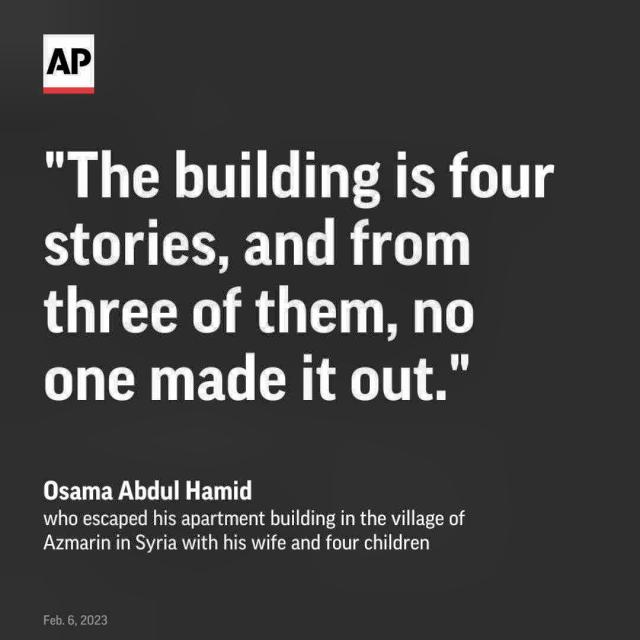 AP
"The building is four
stories, and from
three of them, no
one made it out."
Osama Abdul Hamid
who escaped his apartment building in the village of
Azmarin in Syria with his wife and four children
Feb. 6, 2023